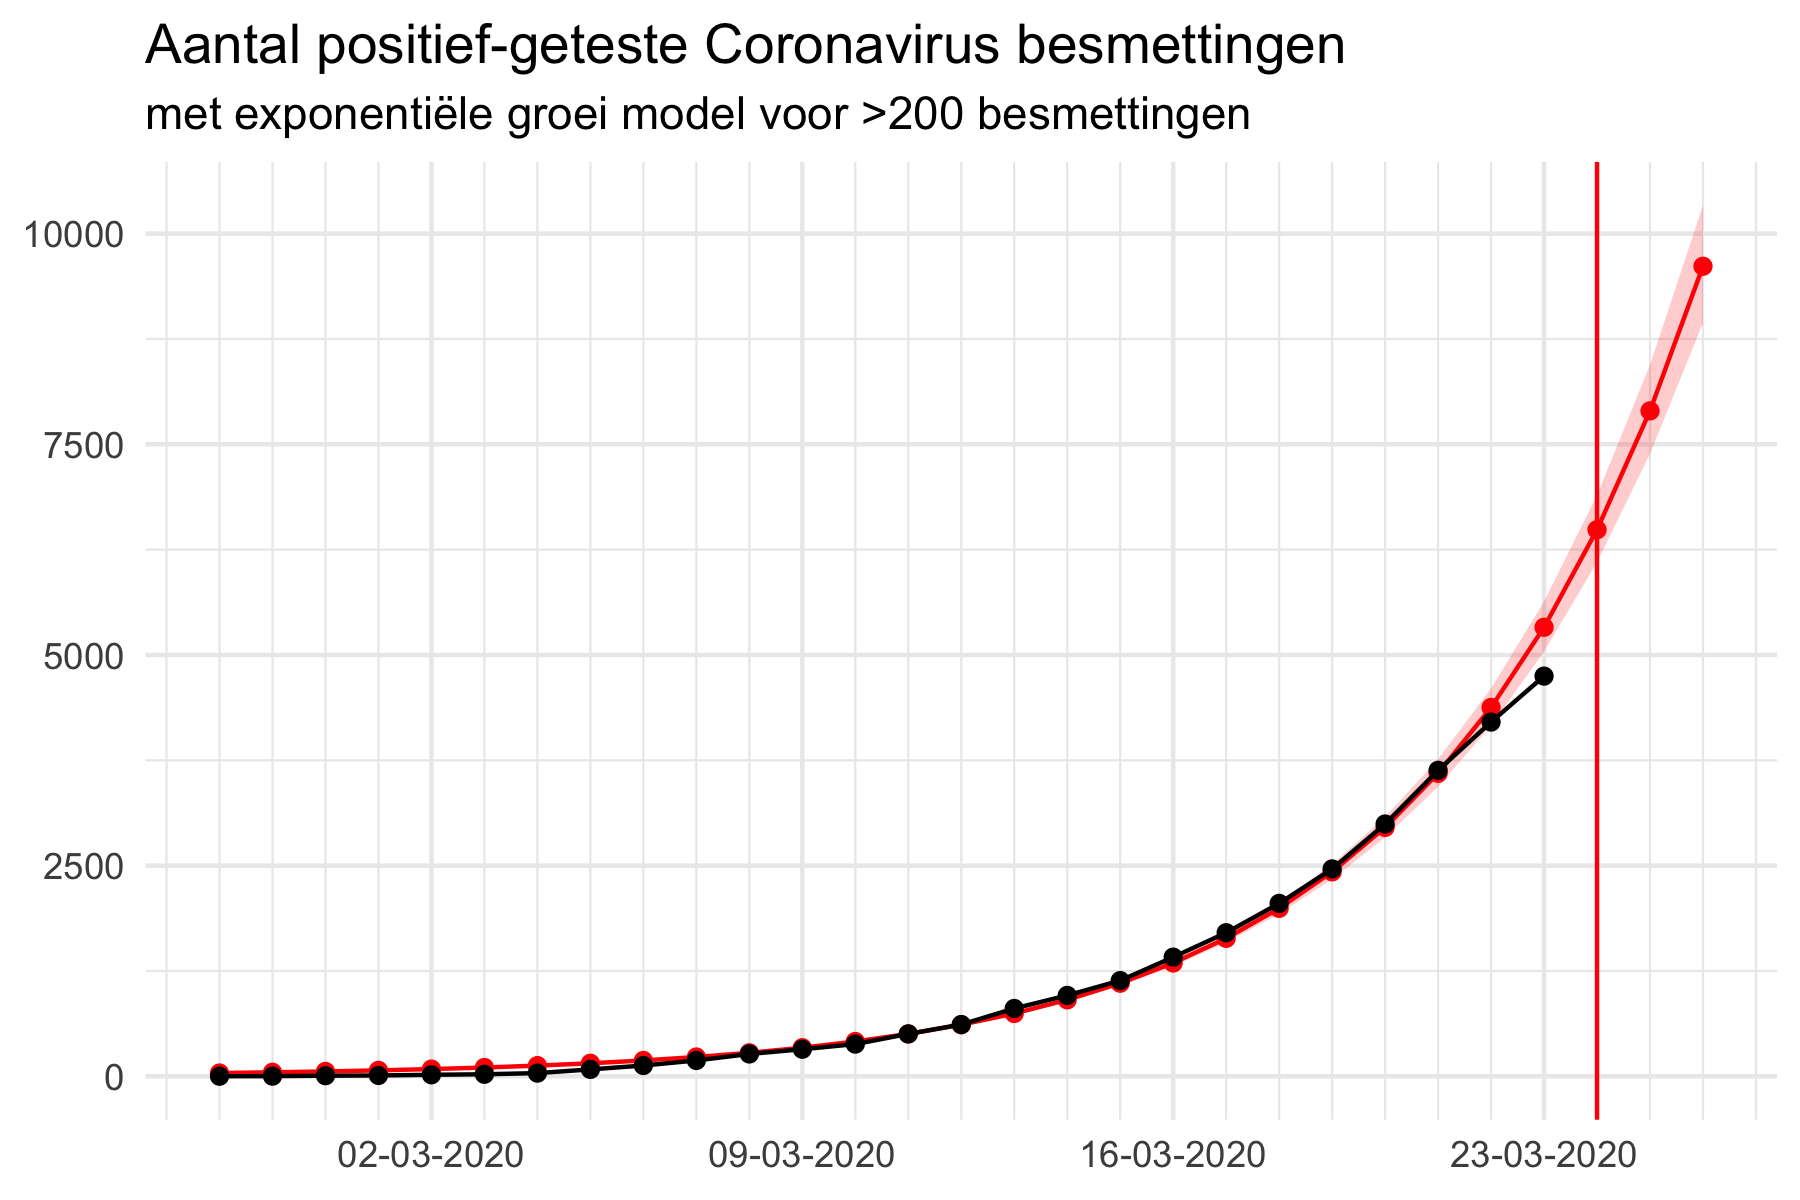 Aantal positief-geteste Coronavirus besmettingen
met exponentiële groei model voor >200 besmettingen
10000
7500
5000
2500
0
02-03-2020 09-03-2020 16-03-2020 23-03-2020